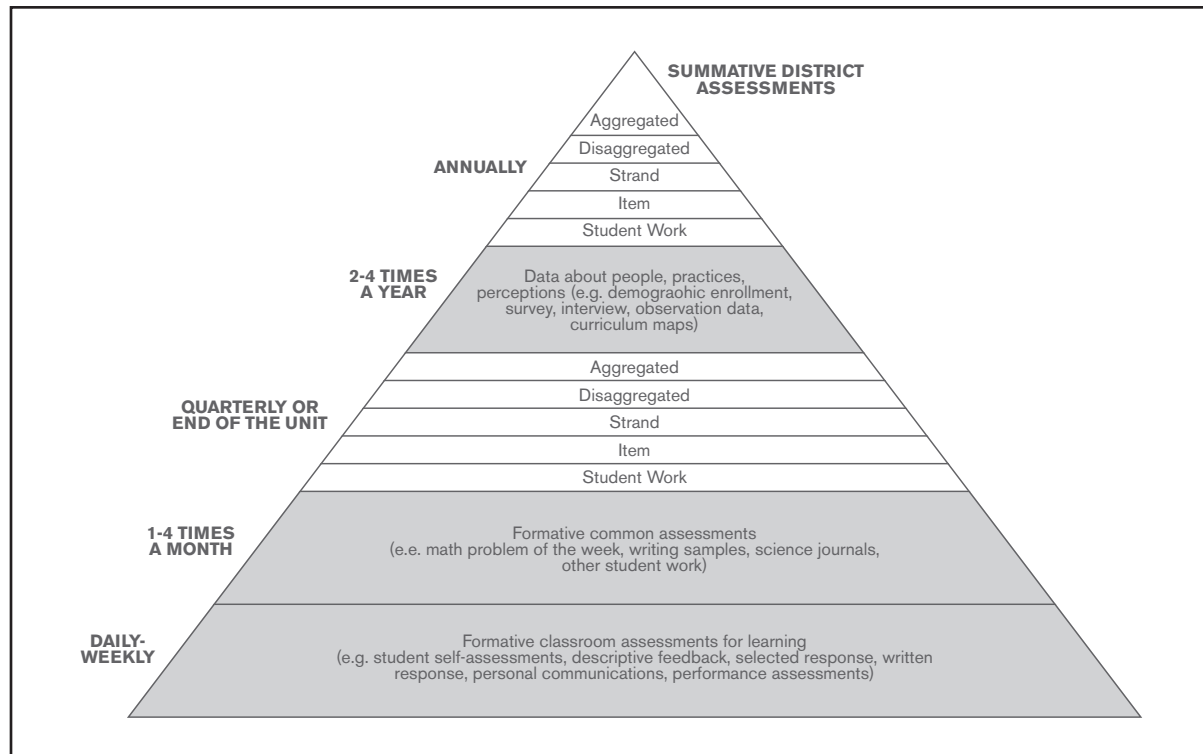 SUMMATIVE DISTRICT
ASSESSMENTS
Aggregated
Disaggregated
ANNUALLY
Strand
Item
Student Work
2-4 TIMES
A YEAR
Data about people, practices,
perceptions (e.g. demograohic enrollment,
survey, interview, observation data,
curriculum maps)
Aggregated
Disaggregated
QUARTERLY OR
END OF THE UNIT
Strand
Item
Student Work
1-4 TIMES
A MONTH
Formative common assessments
(e.e. math problem of the week, writing samples, science journals,
other student work)
DAILY-
WEEKLY
Formative classroom assessments for learning
(e.g. student self-assessments, descriptive feedback, selected response, written
response, personal communications, performance assessments)